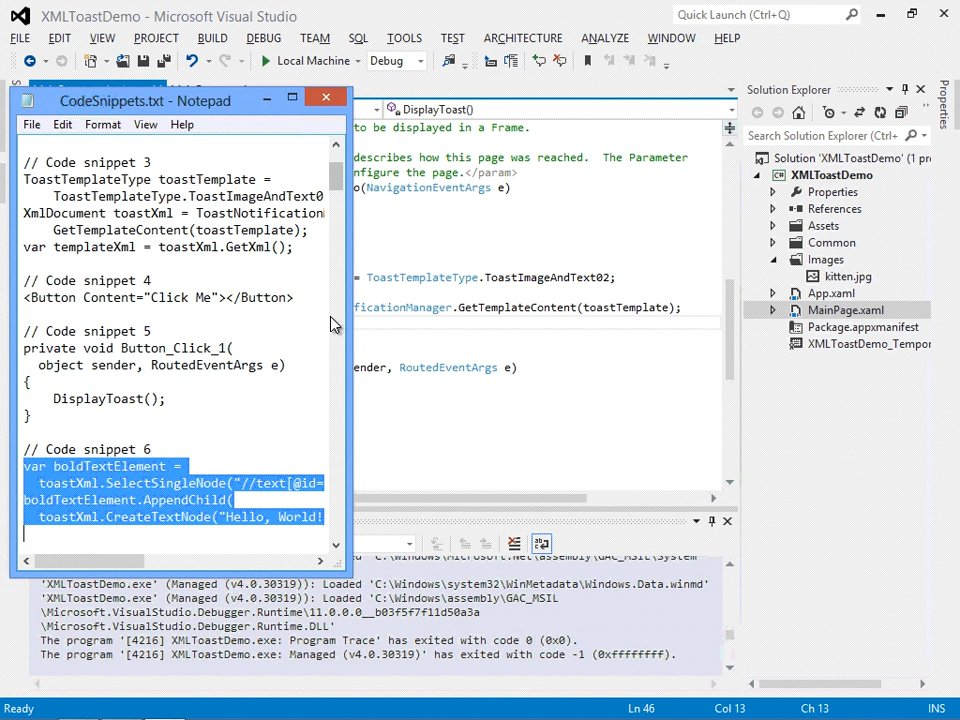 XMLToastDemo - Microsoft Visual Studio
Quick Launch (Ctrl+Q)
FILE EDIT VIEW PROJECT BUILD DEBUG TEAM SQL TOOLS TEST ARCHITECTURE ANALYZE WINDOW HELP
Local Machine Debug
CodeSnippets.txt - Notepad
File Edit Format View Help
// Code snippet 3
ToastTemplateType toastTemplate =
ToastTemplateType.ToastImageAndText0
XmlDocument toastXml = ToastNotification
GetTemplateContent(toastTemplate);
var templateXml = toastXml.GetXml();
// Code snippet 4
<Button Content="Click Me"></Button>
// Code snippet 5
private void Button_Click_1(
object sender, RoutedEventArgs e)
{
DisplayToast();
}
// Code snippet 6
var boldTextElement =
toastXml.SelectSingleNode("//text[@id=
boldTextElement.AppendChild(
toastXml.CreateTextNode("Hello, World!
DisplayToast()
to be displayed in a Frame.
describes how this page was reached.  The Parameter
nfigure the page.</param>
o(NavigationEventArgs e)
= ToastTemplateType.ToastImageAndText02;
ificationManager.GetTemplateContent(toastTemplate);
ender, RoutedEventArgs e)
Solution Explorer
Search Solution Explorer (Ctrl+
Solution 'XMLToastDemo' (1 pr
XMLToastDemo
Properties
References
Assets
Common
Images
kitten.jpg
App.xaml
MainPage.xaml
Package.appxmanifest
XMLToastDemo_Tempor
Properties
'XMLToastDemo.exe' (Managed (v4.0.30319)): Loaded 'C:\Windows\system32\WinMetadata\Windows.Data.winmd'
'XMLToastDemo.exe' (Managed (v4.0.30319)): Loaded 'C:\Windows\assembly\GAC_MSIL
\Microsoft.VisualStudio.Debugger.Runtime\11.0.0.0__b03f5f7f11d50a3a
\Microsoft.VisualStudio.Debugger.Runtime.DLL'
The program '[4216] XMLToastDemo.exe: Program Trace' has exited with code 0 (0x0).
The program '[4216] XMLToastDemo.exe: Managed (v4.0.30319)' has exited with code -1 (0xffffffff).
Ready Ln 46 Col 13 Ch 13 INS